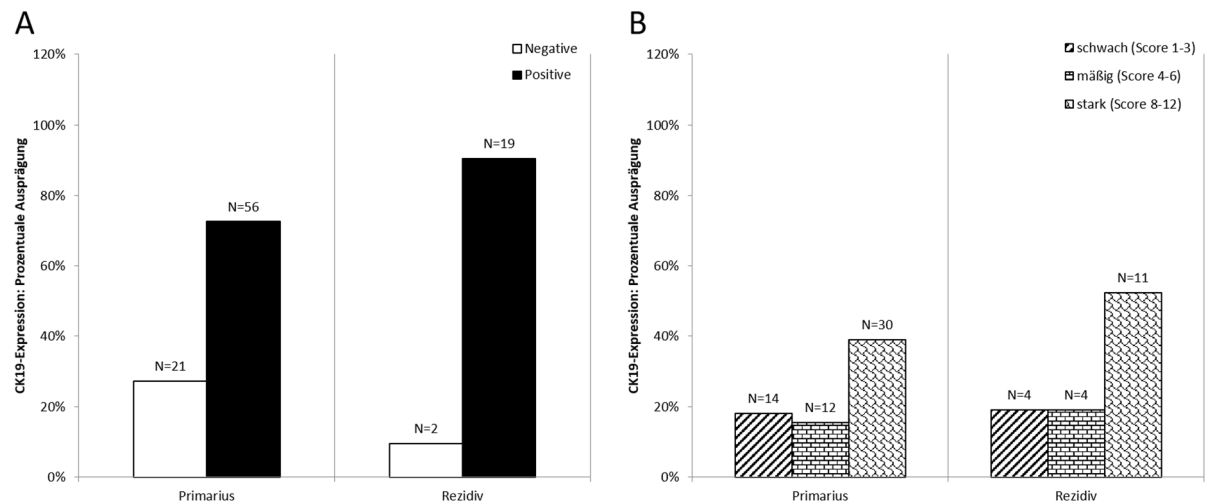 A
CK19-Expression: Prozentuale Ausprägung
120%
100%
80%
60%
40%
20%
0%
Negative
Positive
N=21
N=56
N=2
N=19
Primarius
Rezidiv
B
CK19-Expression: Prozentuale Ausprägung
120%
100%
80%
60%
40%
20%
0%
schwach (Score 1-3)
mäßig (Score 4-6)
stark (Score 8-12)
N=14
N=12
N=30
N=4
N=4
N=11
Primarius
Rezidiv